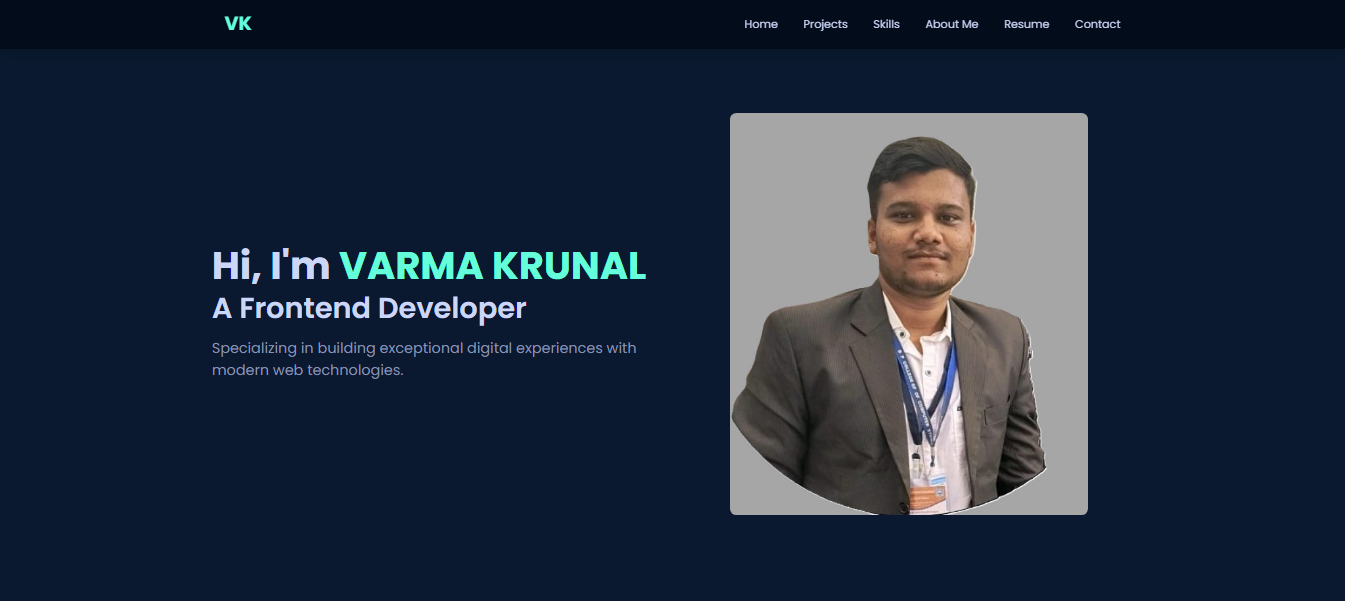 VK
Home Projects Skills About Me Resume Contact
Hi, I'm VARMA KRUNAL
A Frontend Developer
Specializing in building exceptional digital experiences with
modern web technologies.